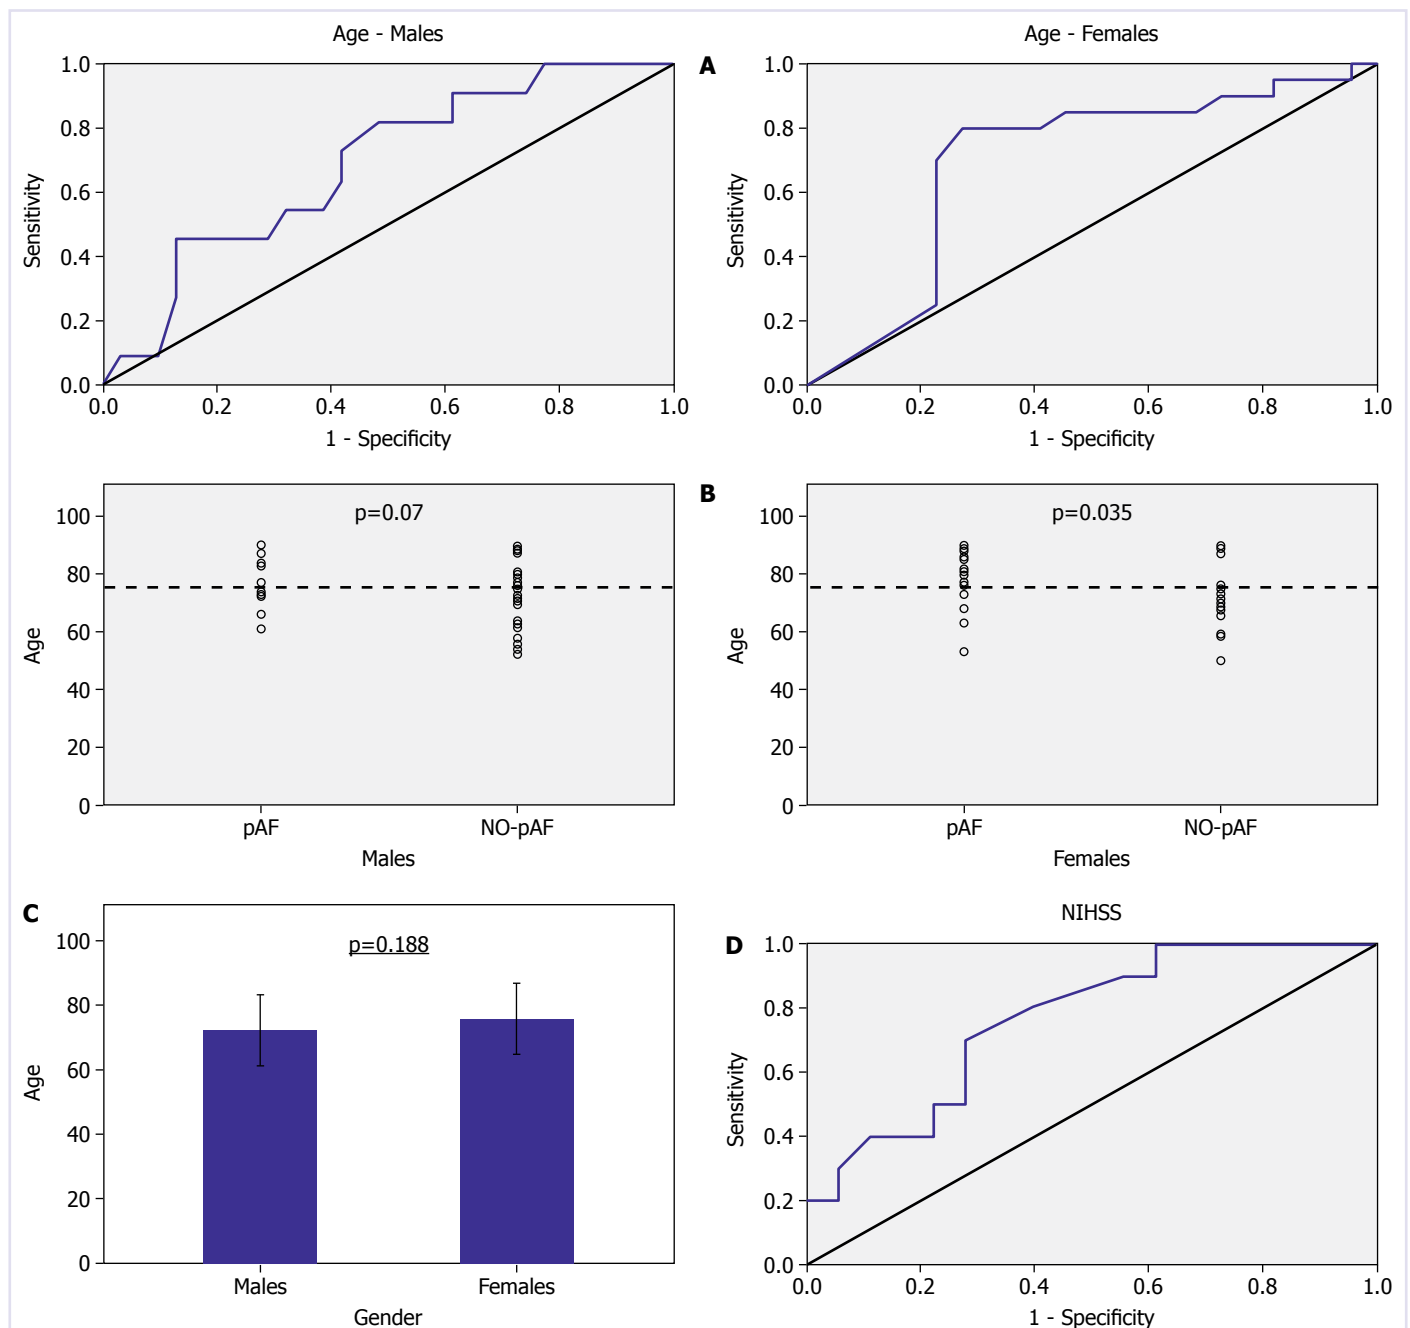 Age - Males
A
Age - Females
1.0
0.8
0.6
0.4
0.2
0.0
Sensitivity
0.0 0.2 0.4 0.6 0.8 1.0
1 - Specificity
1.0
0.8
0.6
0.4
0.2
0.0
Sensitivity
0.0 0.2 0.4 0.6 0.8 1.0
1 - Specificity
B
p=0.07
100
80
60
40
20
0
Age
pAF NO-pAF
Males
p=0.035
100
80
60
40
20
0
Age
pAF NO-pAF
Females
C
p=0.188
100
80
60
40
20
0
Age
Males Females
Gender
NIHSS
D
1.0
0.8
0.6
0.4
0.2
0.0
Sensitivity
0.0 0.2 0.4 0.6 0.8 1.0
1 - Specificity